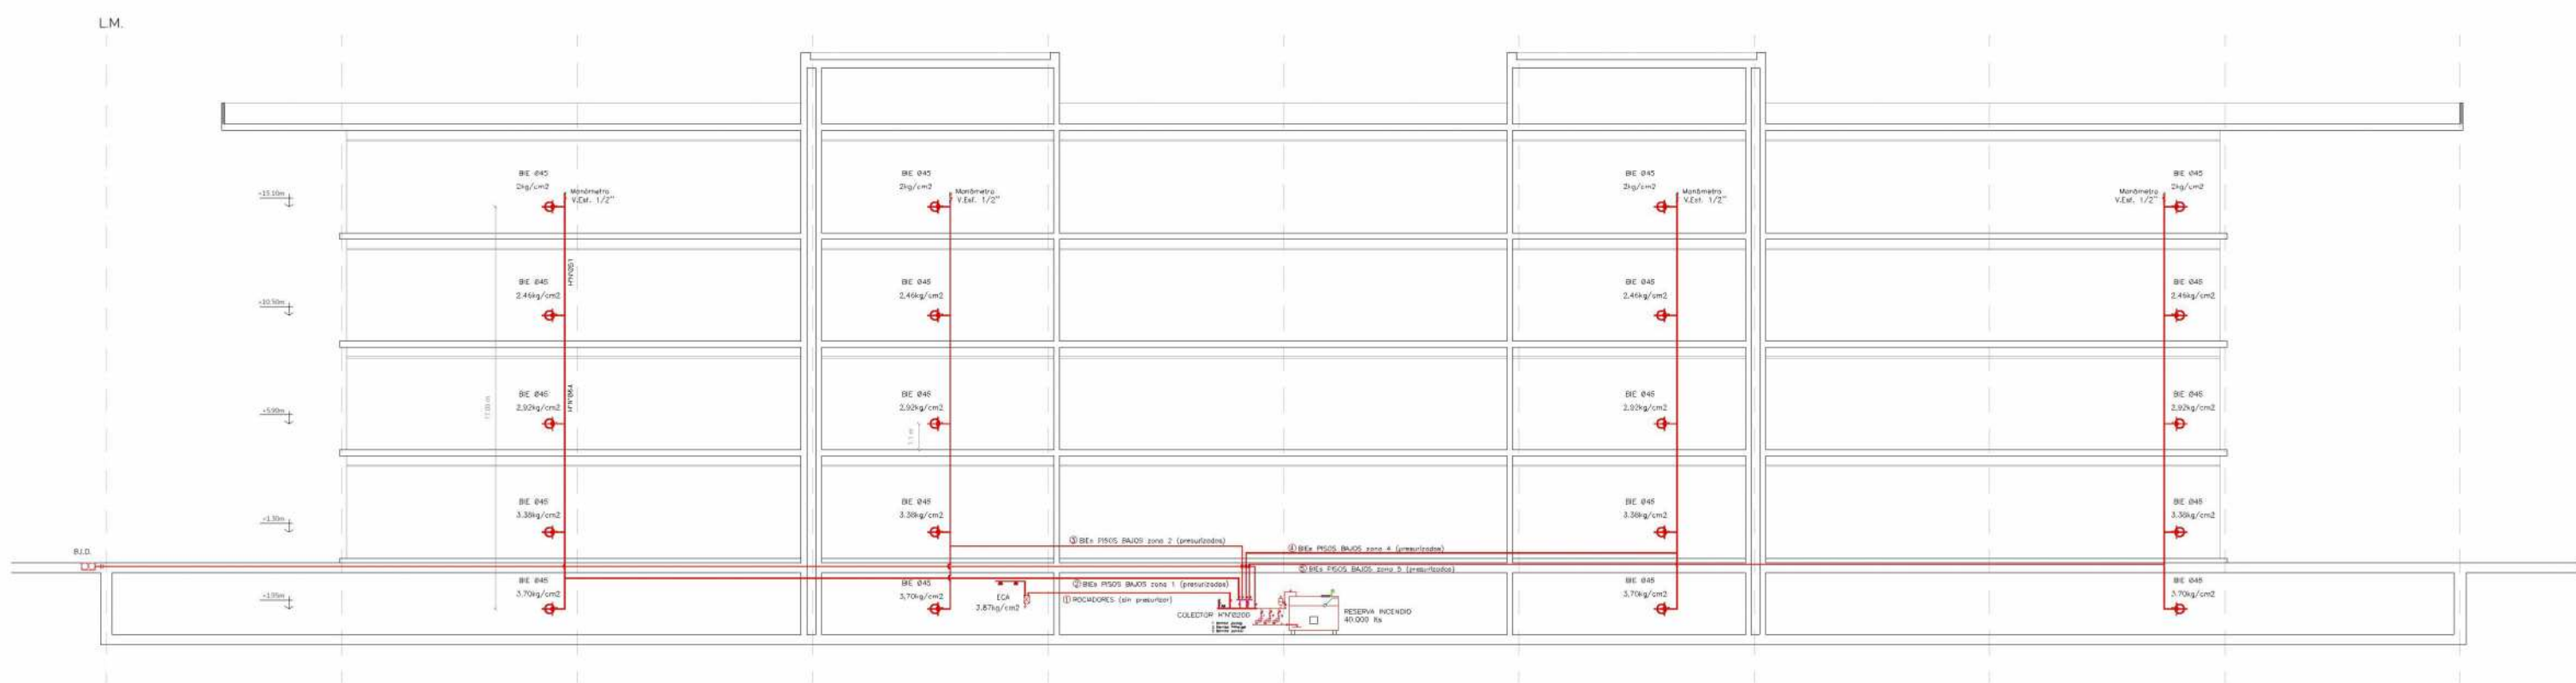 L.M.
BIE Ø45
2kg/cm2
Manómetro
V.Esf. 1/2"
BIE Ø45
2kg/cm2
Manómetro
V.Esf. 1/2"
BIE Ø45
2kg/cm2
Manómetro
V.Esf. 1/2"
BIE Ø45
2kg/cm2
Manómetro
V.Esf. 1/2"
+15.10m
BIE Ø45
2.46kg/cm2
BIE Ø45
2.46kg/cm2
BIE Ø45
2.46kg/cm2
BIE Ø45
2.46kg/cm2
+10.50m
HºNºØ51
BIE Ø45
2.92kg/cm2
BIE Ø45
2.92kg/cm2
BIE Ø45
2.92kg/cm2
BIE Ø45
2.92kg/cm2
+5.90m
HºNºØ64
1.1 m
BIE Ø45
3.38kg/cm2
BIE Ø45
3.38kg/cm2
BIE Ø45
3.38kg/cm2
BIE Ø45
3.38kg/cm2
+1.30m
B.I.D.
③ BIEs PISOS BAJOS zona 2 (presurizados)
④ BIEs PISOS BAJOS zona 4 (presurizados)
⑤ BIEs PISOS BAJOS zona 5 (presurizados)
② BIEs PISOS BAJOS zona 1 (presurizados)
① ROCIADORES (sin presurizar)
BIE Ø45
3.70kg/cm2
BIE Ø45
3.70kg/cm2
ECA
3.87kg/cm2
BIE Ø45
3.70kg/cm2
BIE Ø45
3.70kg/cm2
COLECTOR HºNºØ200
RESERVA INCENDIO
40.000 lts